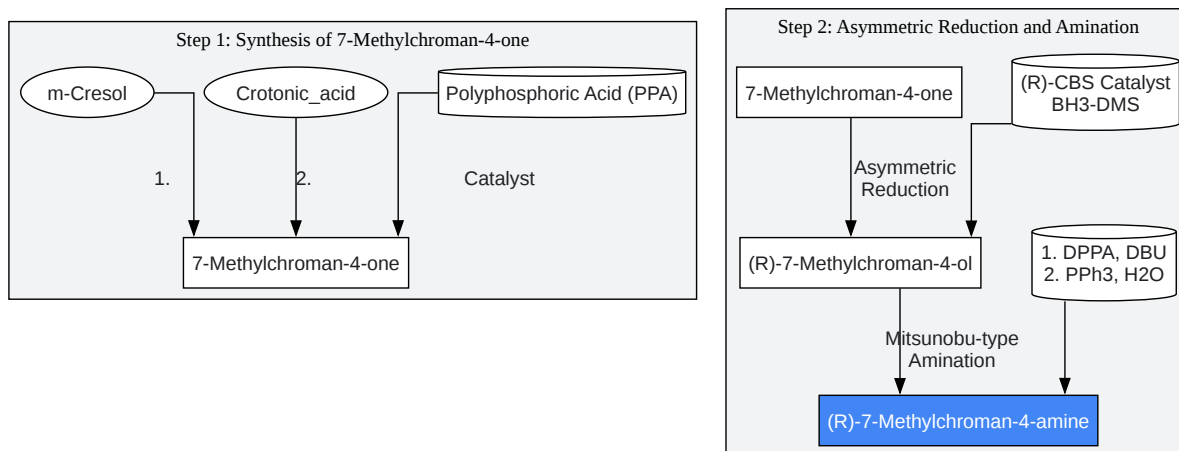 Step 1: Synthesis of 7-Methylchroman-4-one
m-Cresol
Crotonic_acid
Polyphosphoric Acid (PPA)
1.
2.
Catalyst
7-Methylchroman-4-one
Step 2: Asymmetric Reduction and Amination
7-Methylchroman-4-one
(R)-CBS Catalyst
BH3-DMS
Asymmetric
Reduction
(R)-7-Methylchroman-4-ol
1. DPPA, DBU
2. PPh3, H2O
Mitsunobu-type
Amination
(R)-7-Methylchroman-4-amine